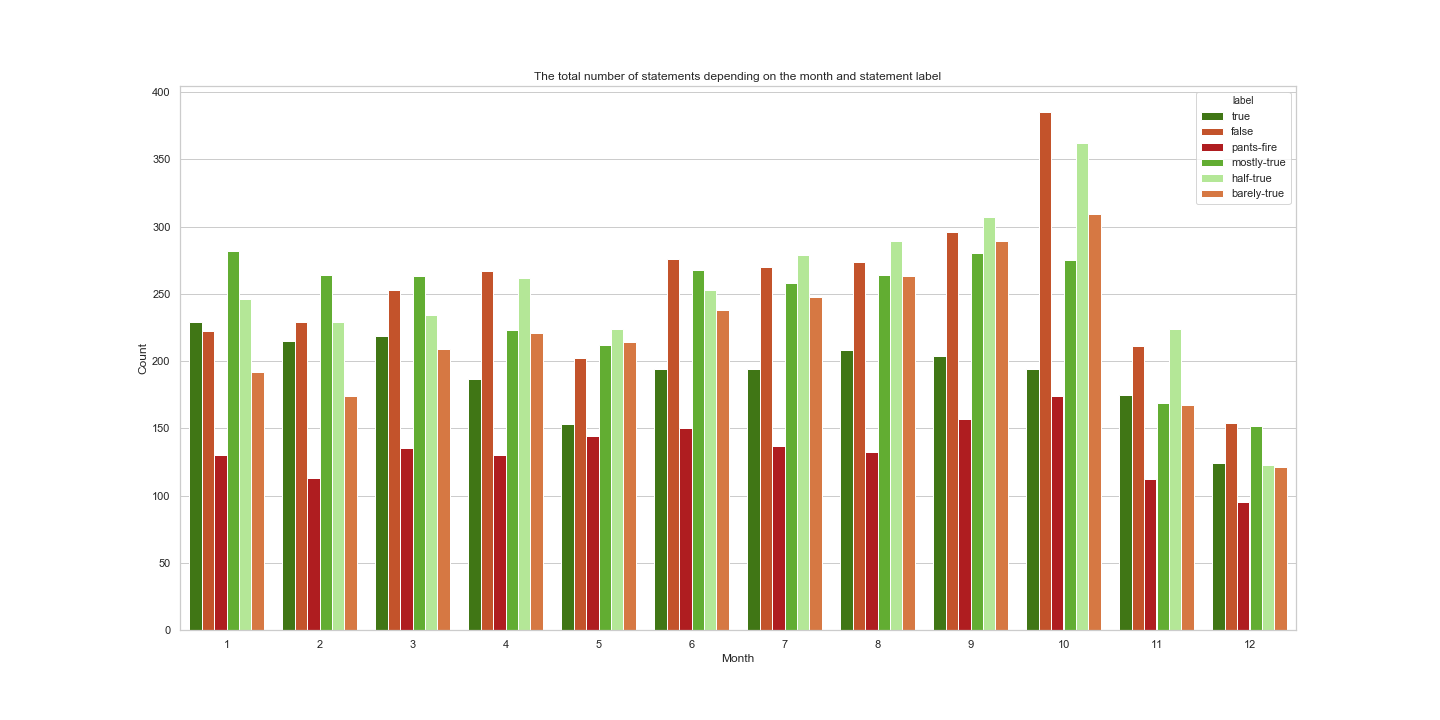 The total number of statements depending on the month and statement label
400
350
300
250
200
150
100
50
0
Count
label
true
false
pants-fire
mostly-true
half-true
barely-true
1 2 3 4 5 6 7 8 9 10 11 12
Month